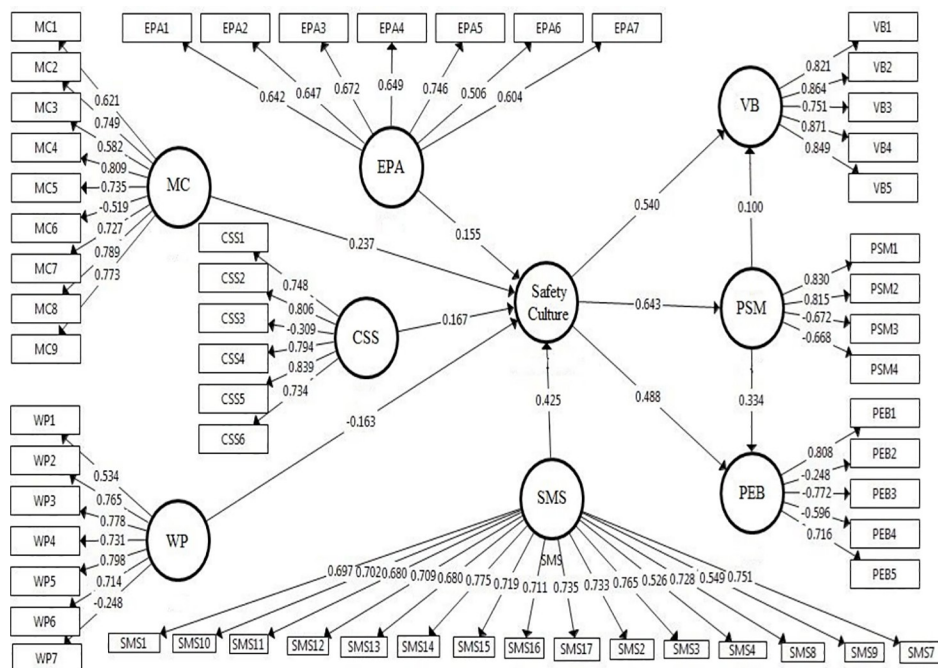 MC1
MC2
MC3
MC4
MC5
MC6
MC7
MC8
MC9
0.621
0.749
0.582
0.809
0.735
-0.519
0.727
0.789
0.773
MC
EPA1 EPA2 EPA3 EPA4 EPA5 EPA6 EPA7
0.642 0.647 0.672 0.649 0.746 0.506 0.604
EPA
0.155
0.237
CSS1
CSS2
CSS3
CSS4
CSS5
CSS6
0.748
0.806
-0.309
0.794
0.839
0.734
CSS
0.167
WP1
WP2
WP3
WP4
WP5
WP6
WP7
0.534
0.765
0.778
0.731
0.798
0.714
-0.248
WP
-0.163
Safety
Culture
0.540
0.643
0.488
0.425
VB
0.821
0.864
0.751
0.871
0.849
VB1
VB2
VB3
VB4
VB5
0.100
PSM
0.830
0.815
-0.672
-0.668
PSM1
PSM2
PSM3
PSM4
0.334
PEB
0.808
-0.248
-0.772
-0.596
0.716
PEB1
PEB2
PEB3
PEB4
PEB5
SMS
SMS
0.697 0.702 0.680 0.709 0.680 0.775 0.719 0.711 0.735 0.733 0.765 0.526 0.728 0.549 0.751
SMS1 SMS10 SMS11 SMS12 SMS13 SMS14 SMS15 SMS16 SMS17 SMS2 SMS3 SMS4 SMS8 SMS9 SMS7